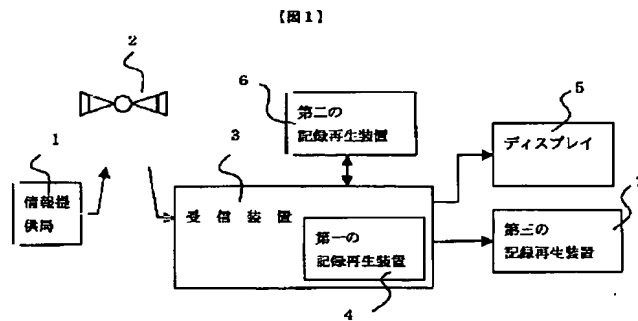 【図1】
2
6
第二の
記録再生装置
5
ディスプレイ
1
情報提
供局
3
受信装置
第一の
記録再生装置
4
第三の
記録再生装置